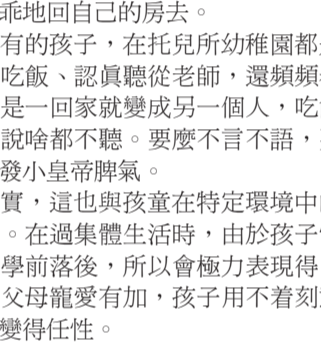 乖地回自己的房去。
有的孩子，在托兒所幼稚園都
吃飯、認真聽從老師，還頻頻
是一回家就變成另一個人，吃
說啥都不聽。要麼不言不語，
發小皇帝脾氣。
實，這也與孩童在特定環境中
。在過集體生活時，由於孩子
學前落後，所以會極力表現得
父母寵愛有加，孩子用不着刻
變得任性。